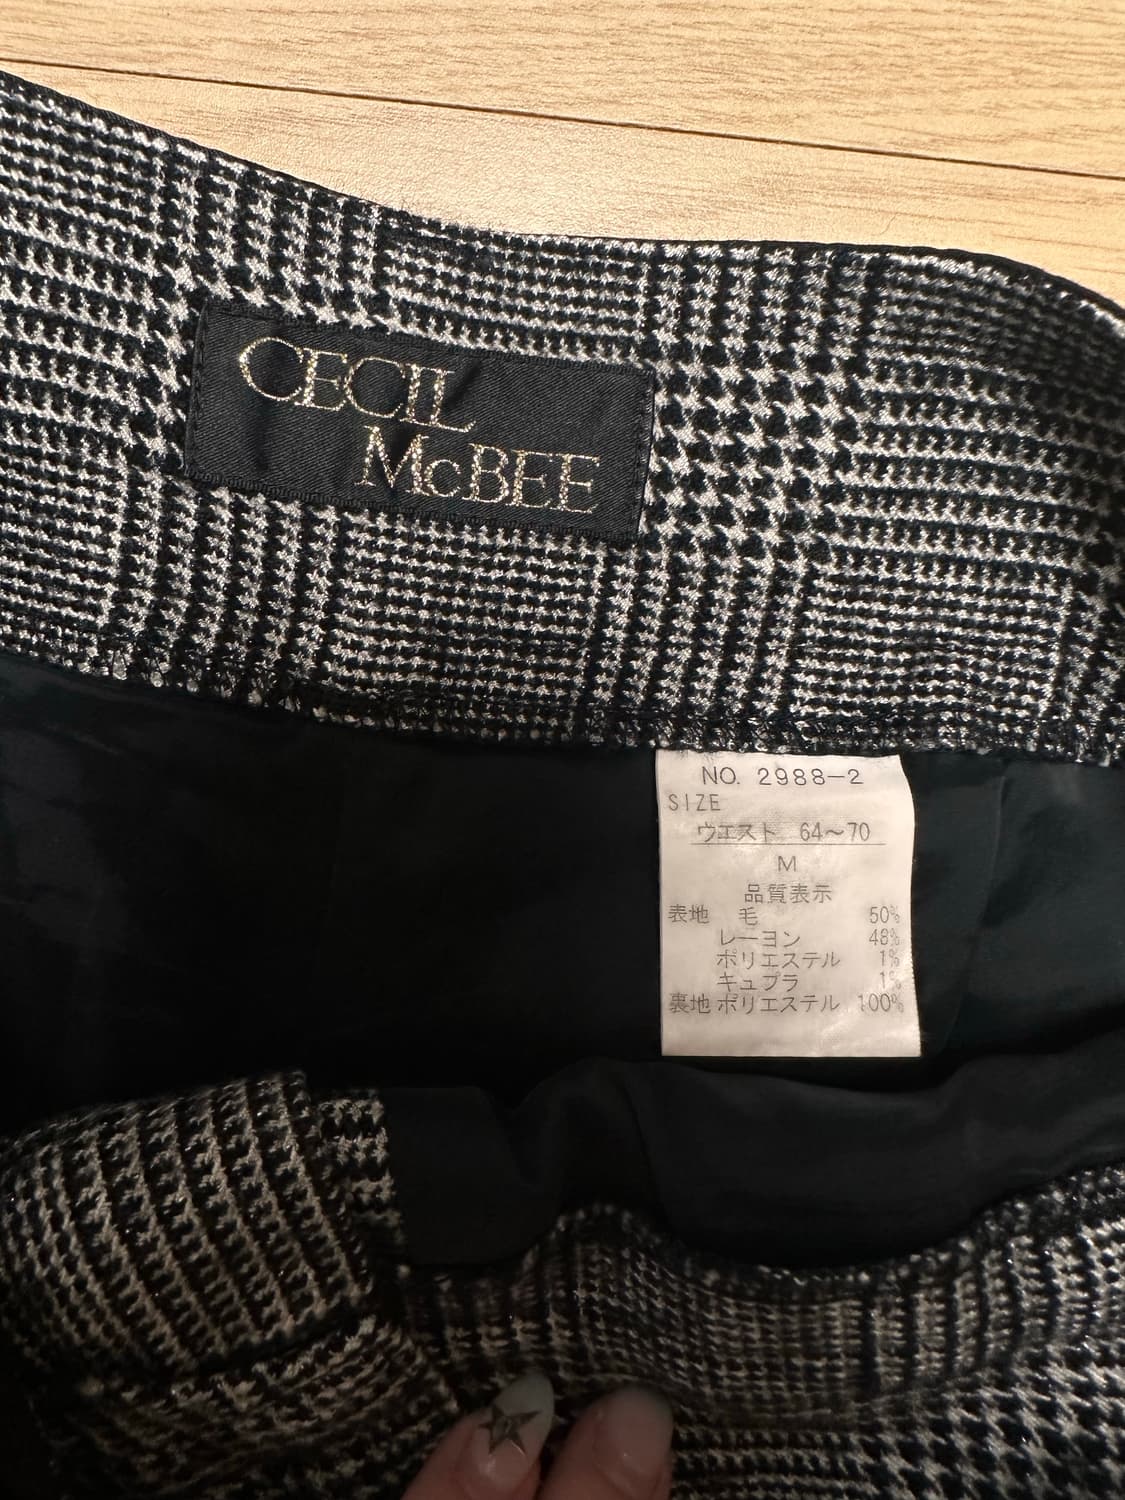 CECIL
McBEE
NO. 2988-2
SIZE
ウエスト 64～70
M
品質表示
表地 毛 50%
レーヨン 48%
ポリエステル 1%
キュプラ 1%
裏地 ポリエステル 100%